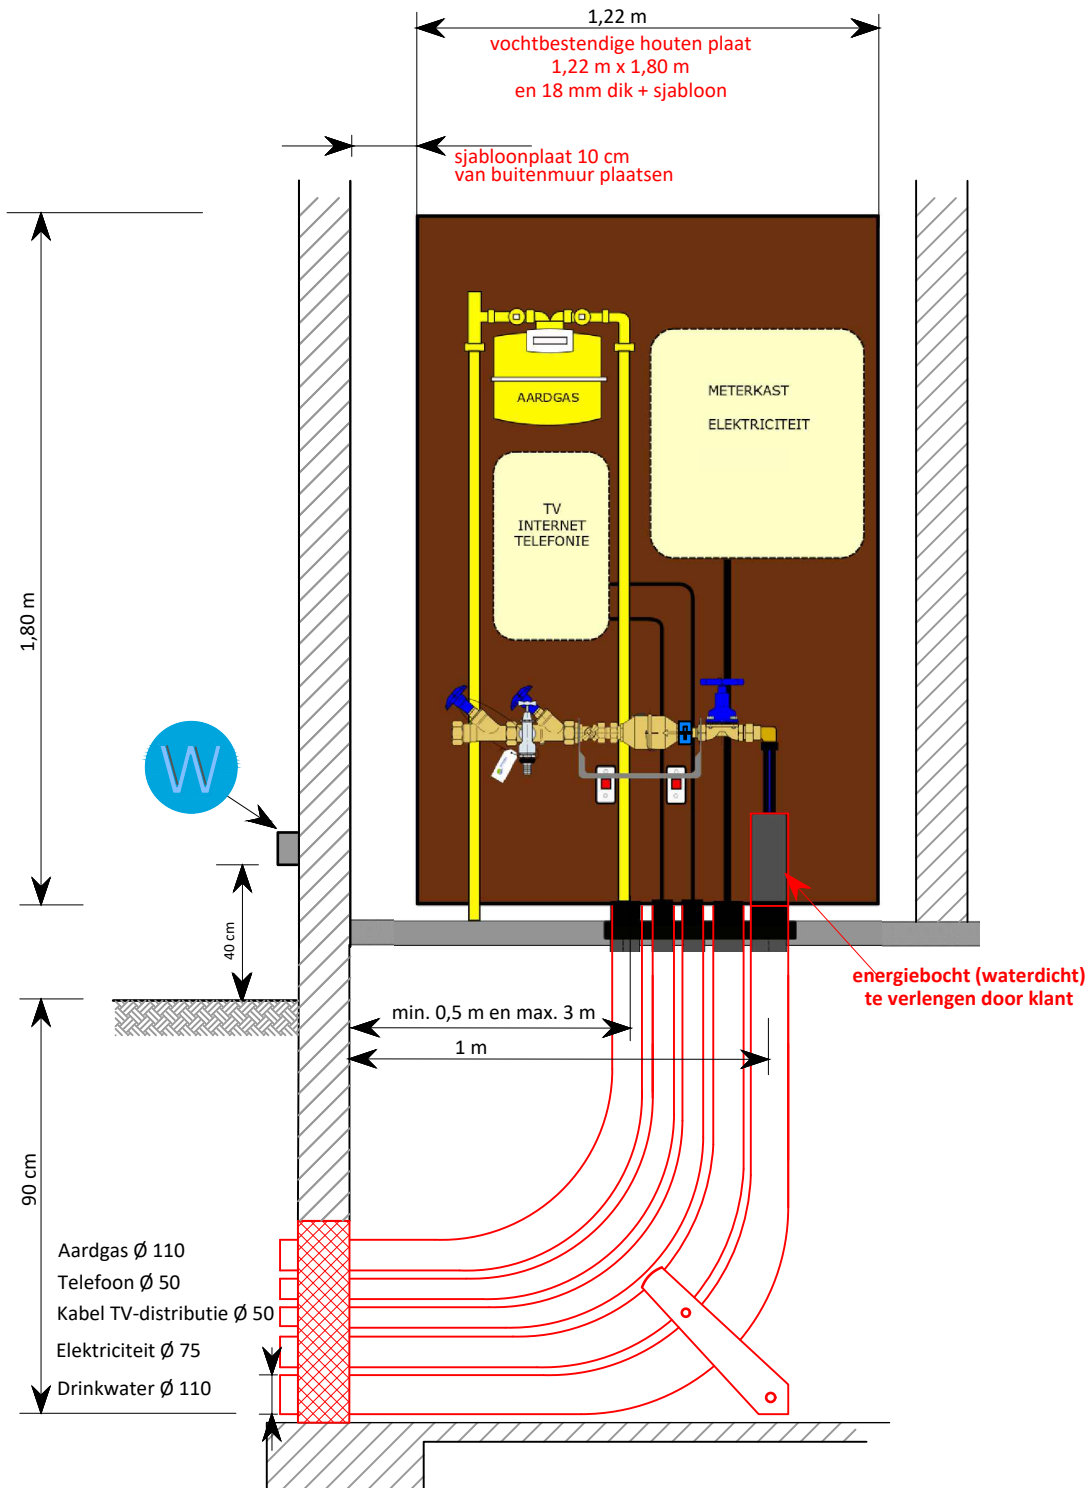 1,22 m
vochtbestendige houten plaat
1,22 m x 1,80 m
en 18 mm dik + sjabloon
sjabloonplaat 10 cm
van buitenmuur plaatsen
AARDGAS
METERKAST
ELEKTRICITEIT
TV
INTERNET
TELEFONIE
1,80 m
W
40 cm
energiebocht (waterdicht)
te verlengen door klant
min. 0,5 m en max. 3 m
1 m
90 cm
Aardgas Ø 110
Telefoon Ø 50
Kabel TV-distributie Ø 50
Elektriciteit Ø 75
Drinkwater Ø 110